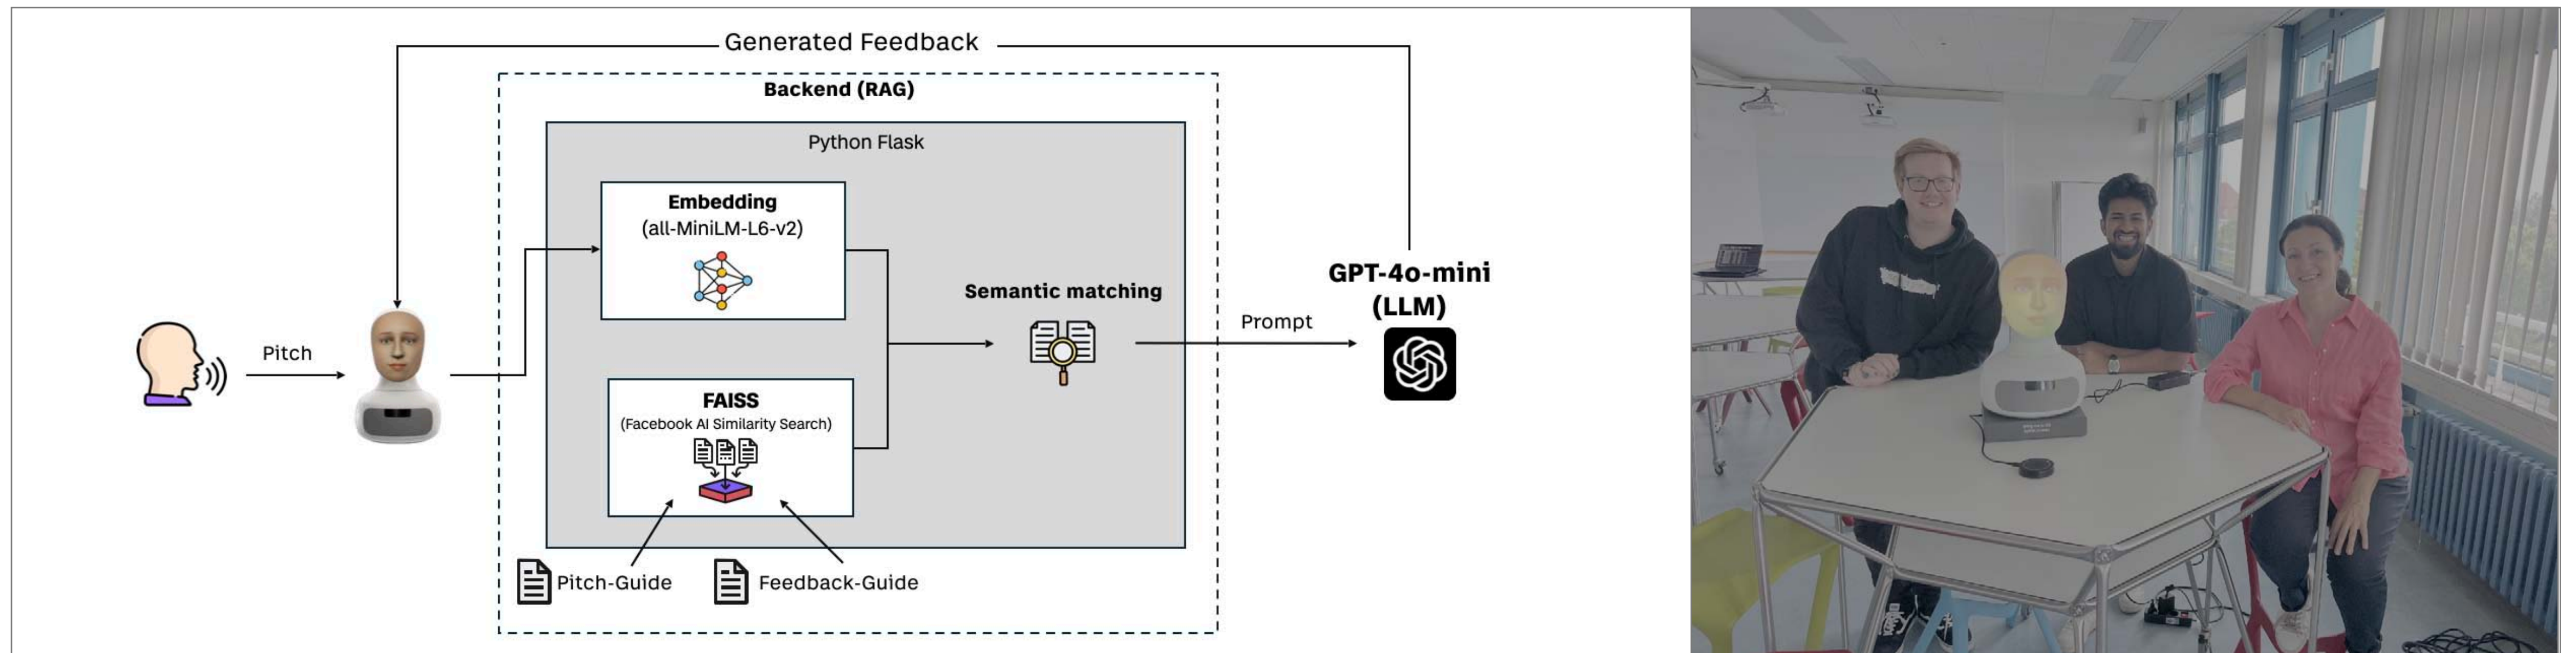 Generated Feedback
Backend (RAG)
Python Flask
Embedding
(all-MiniLM-L6-v2)
Semantic matching
GPT-4o-mini
(LLM)
Prompt
Pitch
FAISS
(Facebook AI Similarity Search)
Pitch-Guide
Feedback-Guide